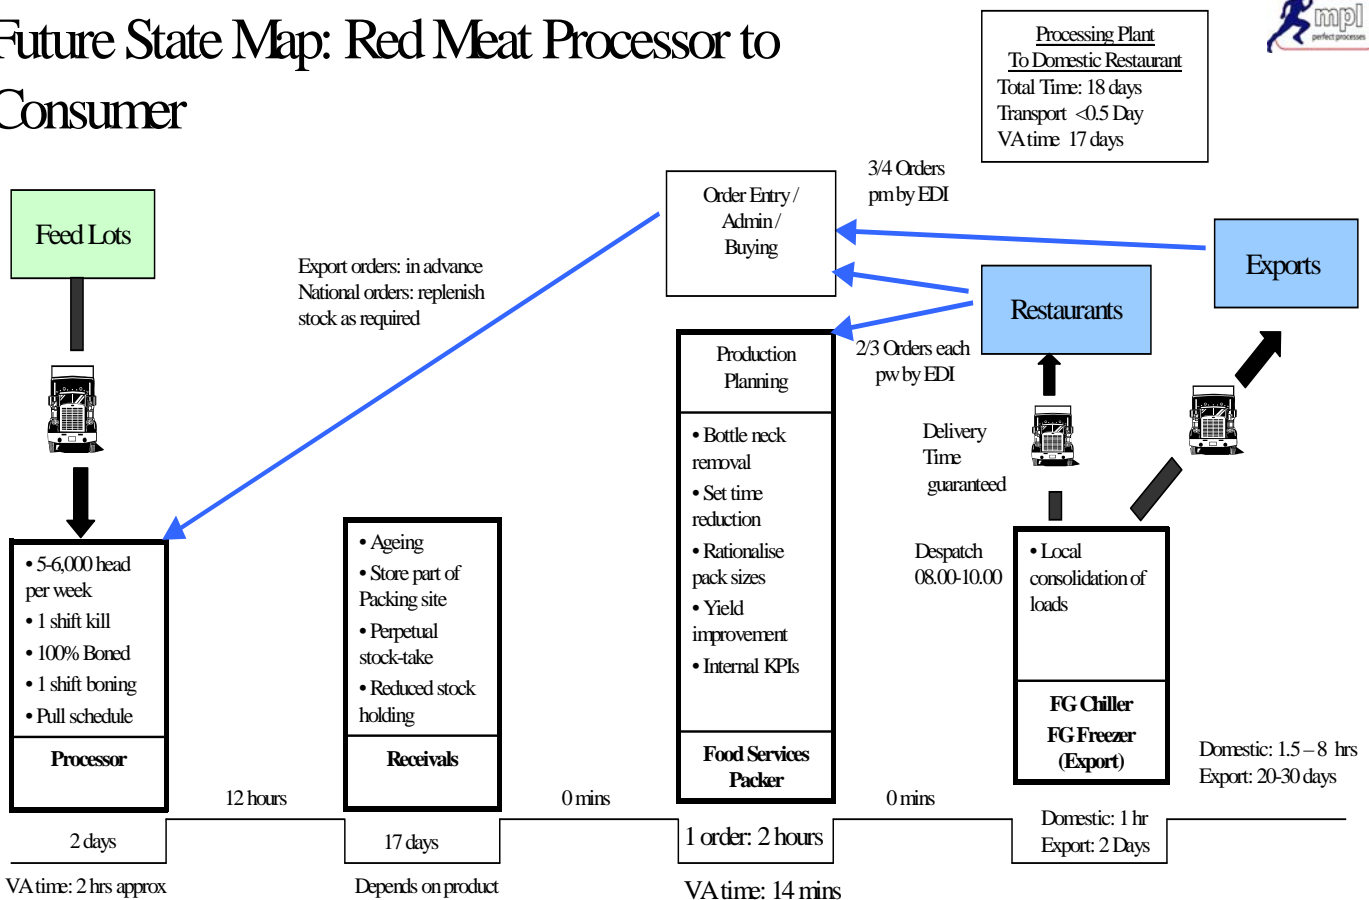 Future State Map: Red Meat Processor to
Consumer
mpl
perfect processes
Processing Plant
To Domestic Restaurant
Total Time: 18 days
Transport <0.5 Day
VA time 17 days
3/4 Orders
pm by EDI
Order Entry /
Admin /
Buying
Feed Lots
Exports
Export orders: in advance
National orders: replenish
stock as required
Restaurants
2/3 Orders each
pw by EDI
Production
Planning
• Bottle neck
removal
• Set time
reduction
• Rationalise
pack sizes
• Yield
improvement
• Internal KPIs
Food Services
Packer
Delivery
Time
guaranteed
Despatch
08.00-10.00
• 5-6,000 head
per week
• 1 shift kill
• 100% Boned
• 1 shift boning
• Pull schedule
Processor
• Ageing
• Store part of
Packing site
• Perpetual
stock-take
• Reduced stock
holding
Receivals
• Local
consolidation of
loads
FG Chiller
FG Freezer
(Export)
Domestic: 1.5 – 8 hrs
Export: 20-30 days
12 hours
0 mins
0 mins
2 days
17 days
1 order: 2 hours
Domestic: 1 hr
Export: 2 Days
VA time: 2 hrs approx
Depends on product
VA time: 14 mins